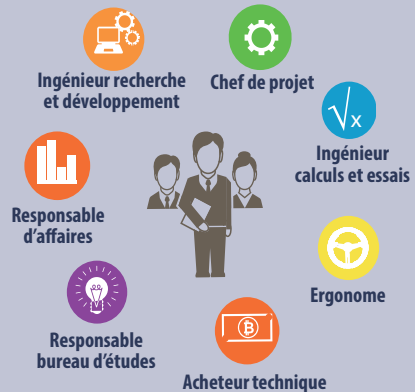 Ingénieur recherche
et développement
Chef de projet
√x
Ingénieur
calculs et essais
Responsable
d'affaires
Ergonome
Responsable
bureau d'études
₿
Acheteur technique